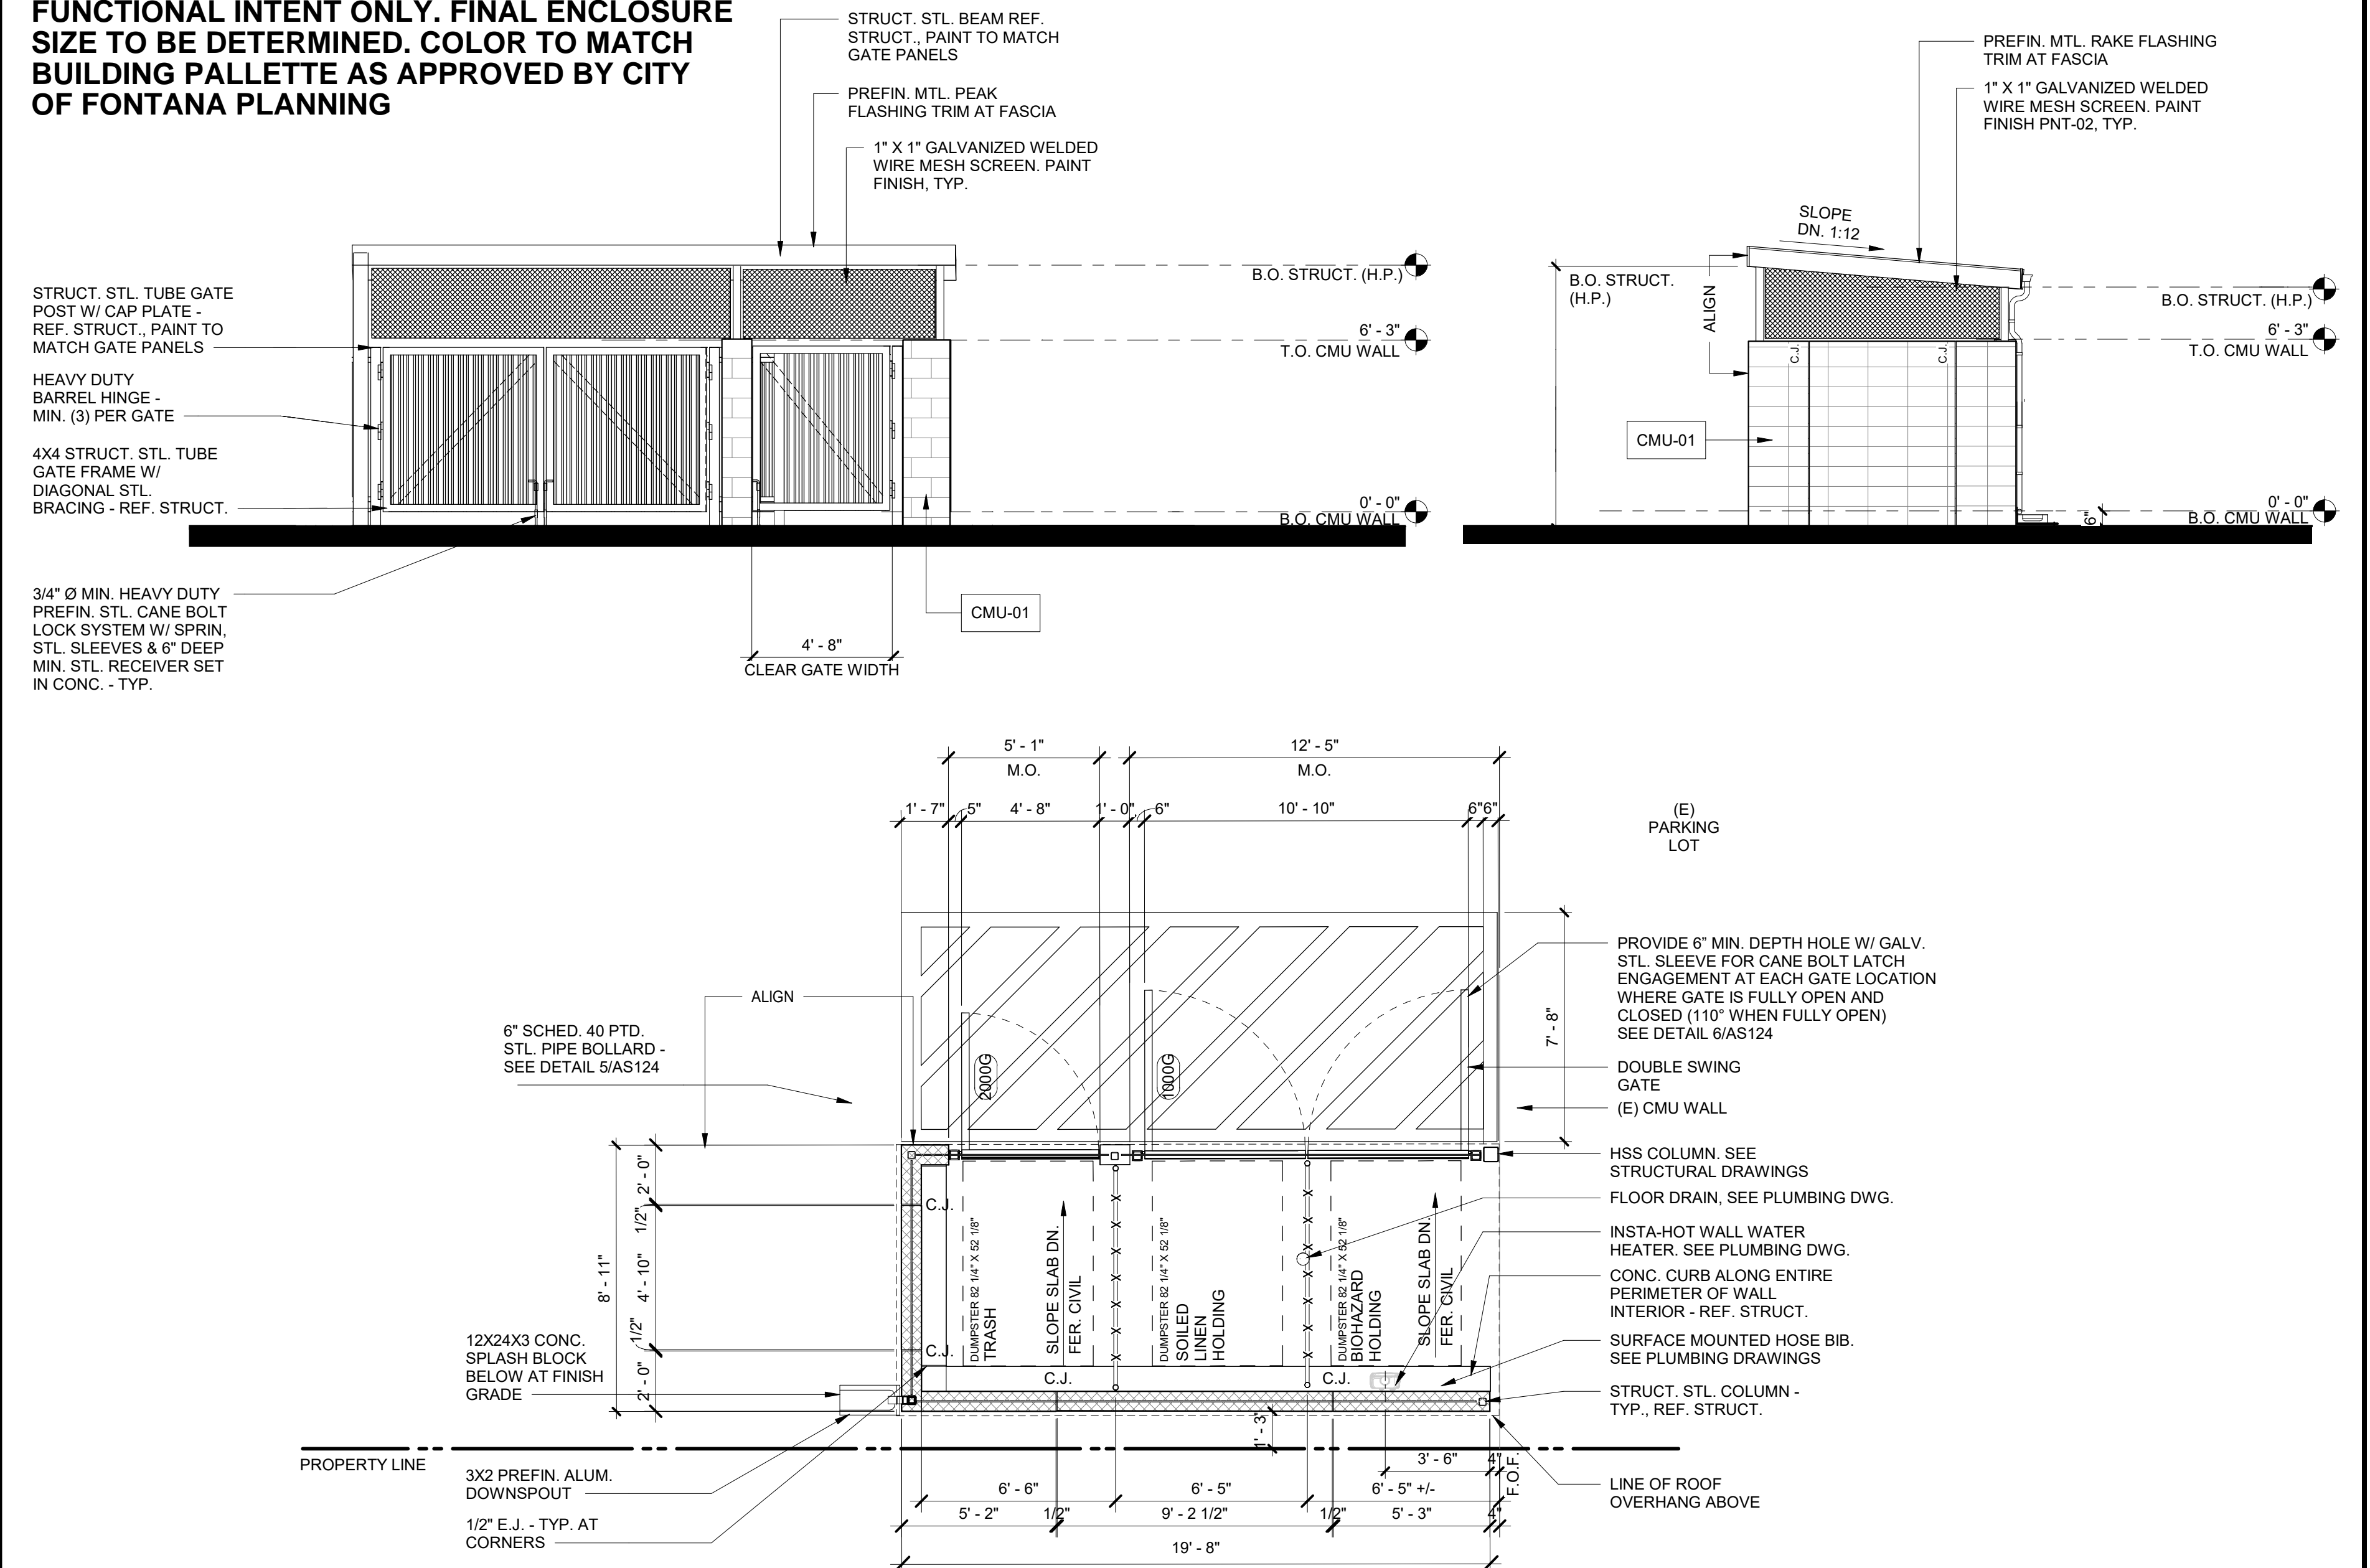 FUNCTIONAL INTENT ONLY. FINAL ENCLOSURE
SIZE TO BE DETERMINED. COLOR TO MATCH
BUILDING PALLETTE AS APPROVED BY CITY
OF FONTANA PLANNING
STRUCT. STL. BEAM REF.
STRUCT., PAINT TO MATCH
GATE PANELS
PREFIN. MTL. PEAK
FLASHING TRIM AT FASCIA
1" X 1" GALVANIZED WELDED
WIRE MESH SCREEN. PAINT
FINISH, TYP.
STRUCT. STL. TUBE GATE
POST W/ CAP PLATE -
REF. STRUCT., PAINT TO
MATCH GATE PANELS
HEAVY DUTY
BARREL HINGE -
MIN. (3) PER GATE
4X4 STRUCT. STL. TUBE
GATE FRAME W/
DIAGONAL STL.
BRACING - REF. STRUCT.
3/4" Ø MIN. HEAVY DUTY
PREFIN. STL. CANE BOLT
LOCK SYSTEM W/ SPRIN,
STL. SLEEVES & 6" DEEP
MIN. STL. RECEIVER SET
IN CONC. - TYP.
B.O. STRUCT. (H.P.)
6' - 3"
T.O. CMU WALL
0' - 0"
B.O. CMU WALL
CMU-01
4' - 8"
CLEAR GATE WIDTH
PREFIN. MTL. RAKE FLASHING
TRIM AT FASCIA
1" X 1" GALVANIZED WELDED
WIRE MESH SCREEN. PAINT
FINISH PNT-02, TYP.
SLOPE
DN. 1:12
B.O. STRUCT.
(H.P.)
ALIGN
C.J.
C.J.
CMU-01
B.O. STRUCT. (H.P.)
6' - 3"
T.O. CMU WALL
0' - 0"
B.O. CMU WALL
6"
5' - 1"
M.O.
12' - 5"
M.O.
1' - 7"
5"
4' - 8"
1' - 0"
6"
10' - 10"
6"
6"
(E)
PARKING
LOT
ALIGN
6" SCHED. 40 PTD.
STL. PIPE BOLLARD -
SEE DETAIL 5/AS124
2000G
1000G
7' - 8"
PROVIDE 6” MIN. DEPTH HOLE W/ GALV.
STL. SLEEVE FOR CANE BOLT LATCH
ENGAGEMENT AT EACH GATE LOCATION
WHERE GATE IS FULLY OPEN AND
CLOSED (110° WHEN FULLY OPEN)
SEE DETAIL 6/AS124
DOUBLE SWING
GATE
(E) CMU WALL
HSS COLUMN. SEE
STRUCTURAL DRAWINGS
FLOOR DRAIN, SEE PLUMBING DWG.
INSTA-HOT WALL WATER
HEATER. SEE PLUMBING DWG.
CONC. CURB ALONG ENTIRE
PERIMETER OF WALL
INTERIOR - REF. STRUCT.
SURFACE MOUNTED HOSE BIB.
SEE PLUMBING DRAWINGS
STRUCT. STL. COLUMN -
TYP., REF. STRUCT.
LINE OF ROOF
OVERHANG ABOVE
8' - 11"
2' - 0"
1/2"
4' - 10"
1/2"
2' - 0"
C.J.
C.J.
C.J.
C.J.
DUMPSTER 82 1/4" X 52 1/8"
TRASH
SLOPE SLAB DN.
FER. CIVIL
DUMPSTER 82 1/4" X 52 1/8"
SOILED
LINEN
HOLDING
DUMPSTER 82 1/4" X 52 1/8"
BIOHAZARD
HOLDING
SLOPE SLAB DN.
FER. CIVIL
12X24X3 CONC.
SPLASH BLOCK
BELOW AT FINISH
GRADE
PROPERTY LINE
3X2 PREFIN. ALUM.
DOWNSPOUT
1/2" E.J. - TYP. AT
CORNERS
1' - 3"
3' - 6"
4"
F.O.F.
6' - 6"
6' - 5"
6' - 5" +/-
5' - 2"
1/2"
9' - 2 1/2"
1/2"
5' - 3"
4"
19' - 8"